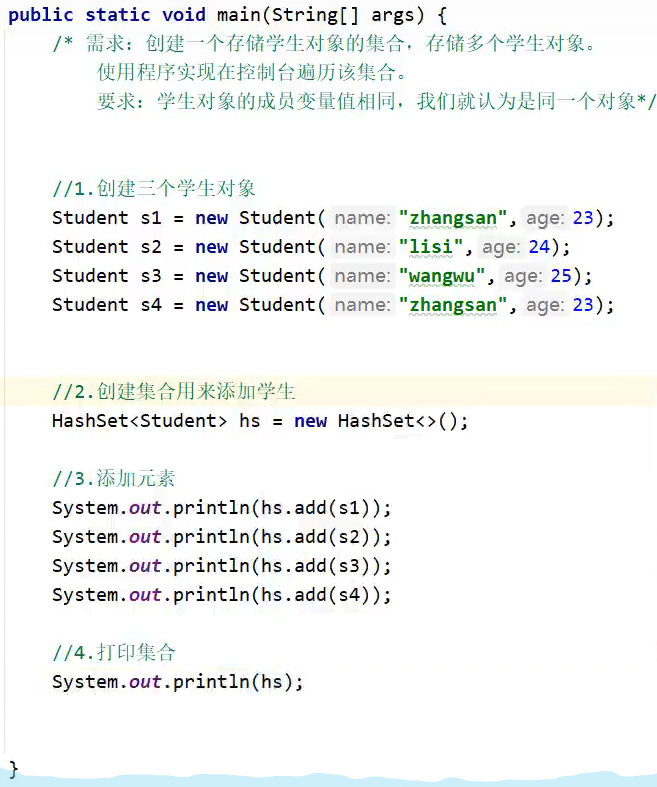 public static void main(String[] args) {
/* 需求：创建一个存储学生对象的集合，存储多个学生对象。
使用程序实现在控制台遍历该集合。
要求：学生对象的成员变量值相同，我们就认为是同一个对象*/
//1.创建三个学生对象
Student s1 = new Student( name: "zhangsan", age: 23);
Student s2 = new Student( name: "lisi", age: 24);
Student s3 = new Student( name: "wangwu", age: 25);
Student s4 = new Student( name: "zhangsan", age: 23);
//2.创建集合用来添加学生
HashSet<Student> hs = new HashSet<>();
//3.添加元素
System.out.println(hs.add(s1));
System.out.println(hs.add(s2));
System.out.println(hs.add(s3));
System.out.println(hs.add(s4));
//4.打印集合
System.out.println(hs);
}